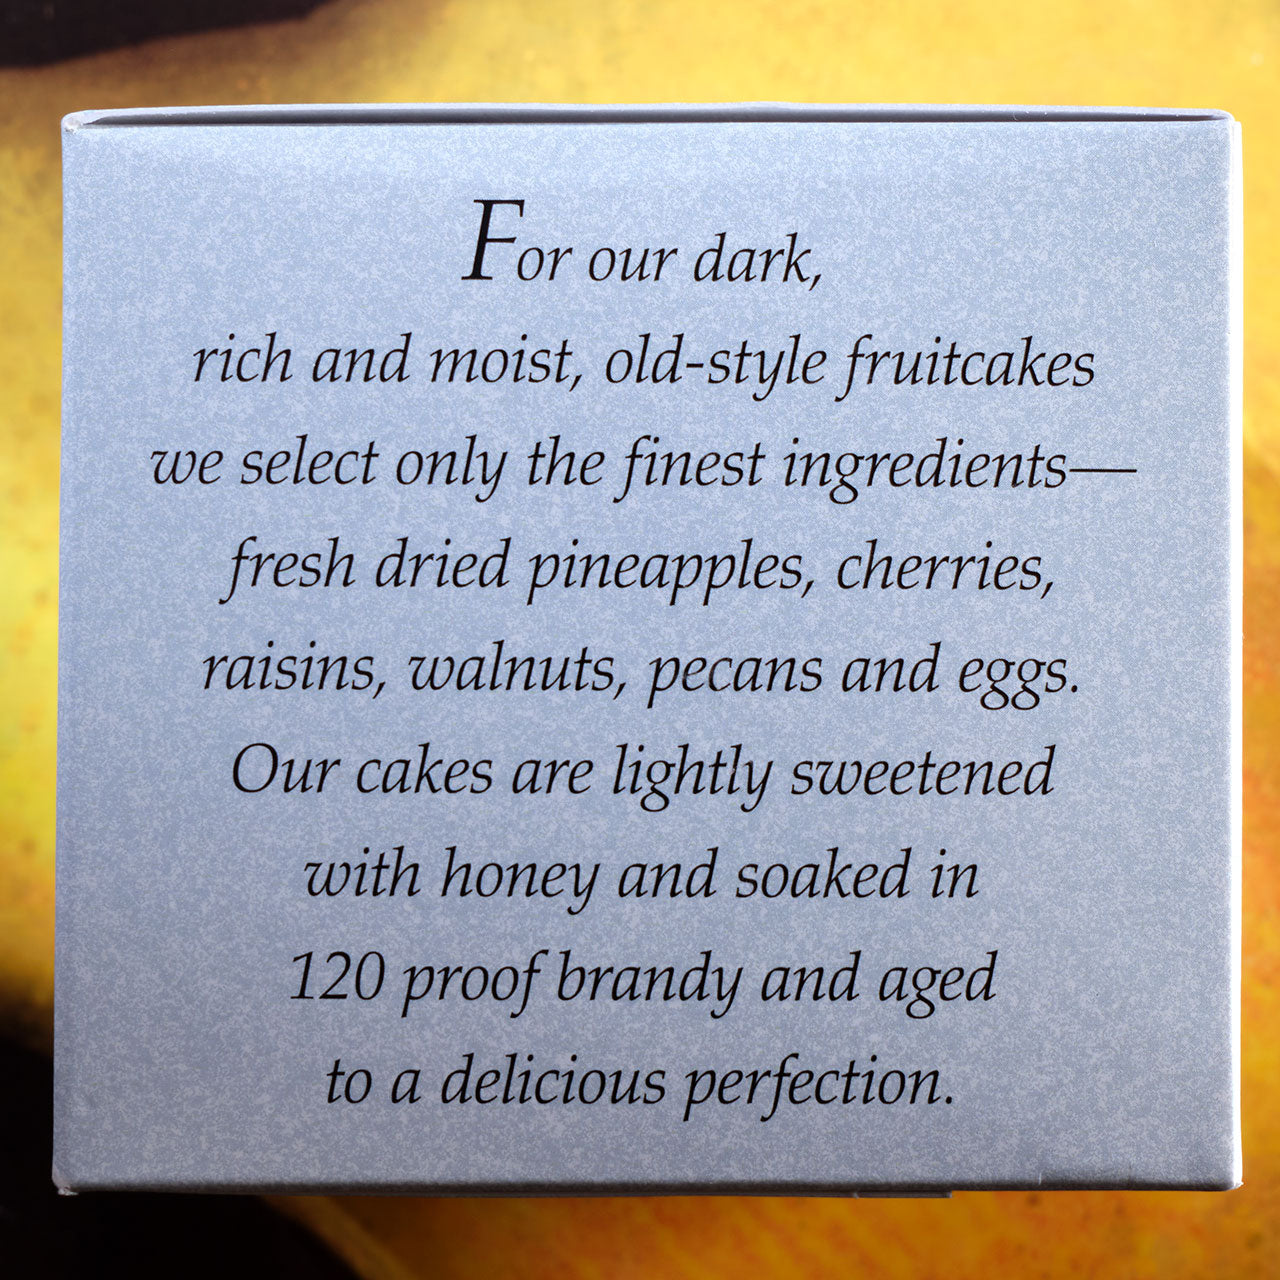 For our dark,
rich and moist, old-style fruitcakes
we select only the finest ingredients—
fresh dried pineapples, cherries,
raisins, walnuts, pecans and eggs.
Our cakes are lightly sweetened
with honey and soaked in
120 proof brandy and aged
to a delicious perfection.